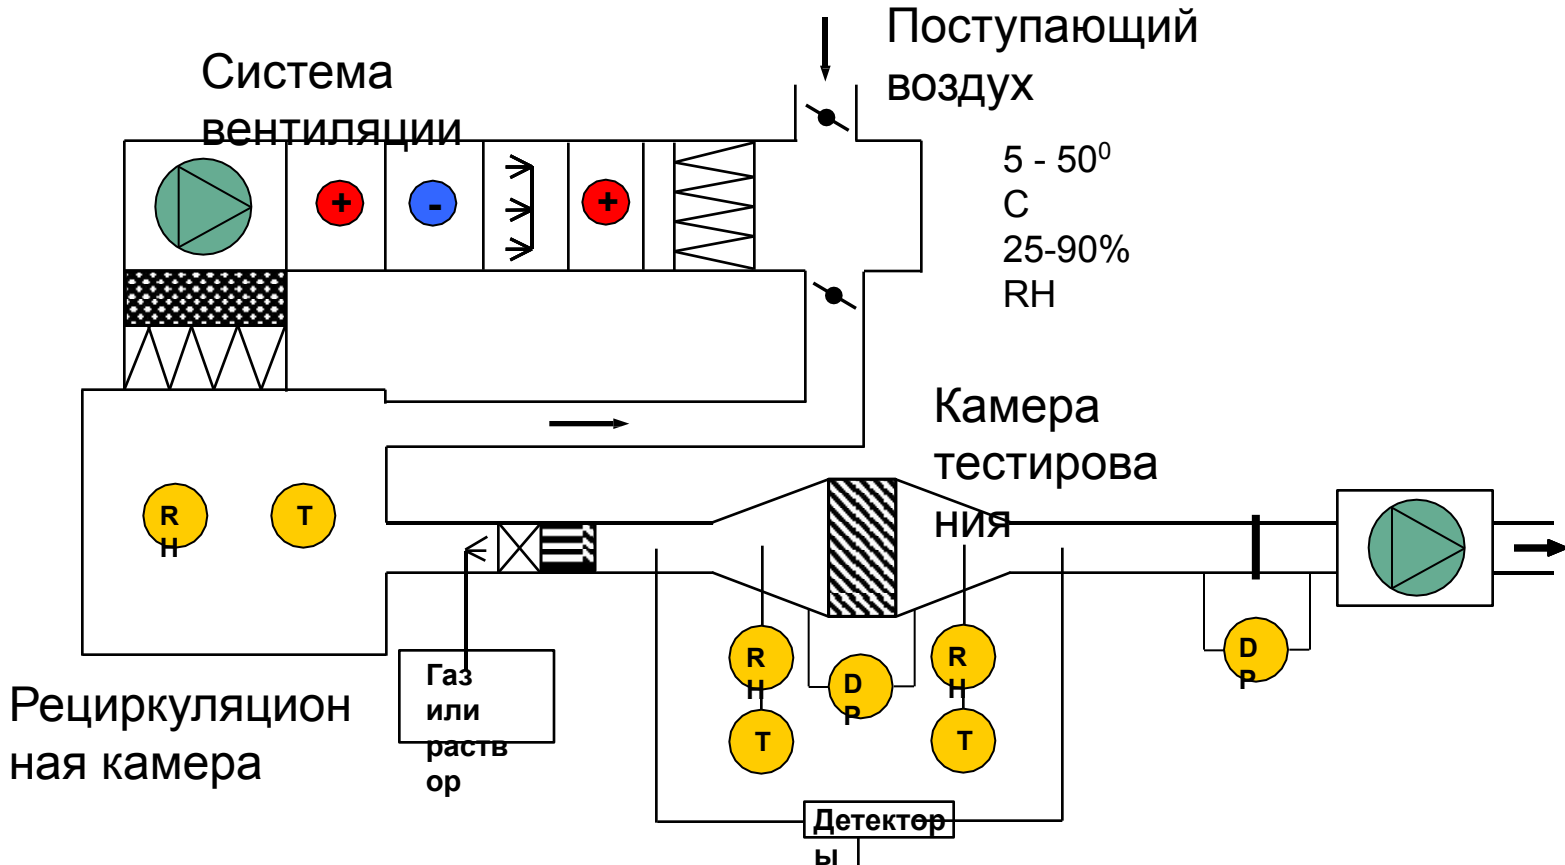 Поступающий
воздух
Система
вентиляции
5 - 50⁰
C
25-90%
RH
+
-
+
Камера
тестирова
ния
R
H
T
R
H
T
D
P
R
H
T
D
P
Газ
или
раств
ор
Рециркуляцион
ная камера
Детектор
ы